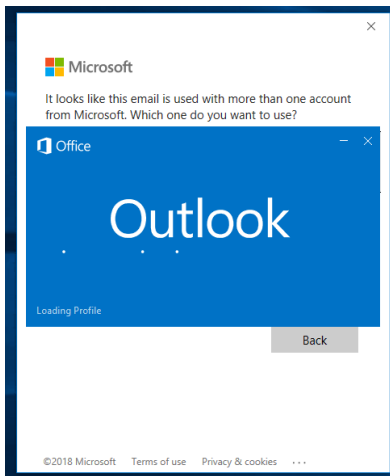 Microsoft
It looks like this email is used with more than one account
from Microsoft. Which one do you want to use?
Office
Outlook
Loading Profile
Back
©2018 Microsoft Terms of use Privacy & cookies ...